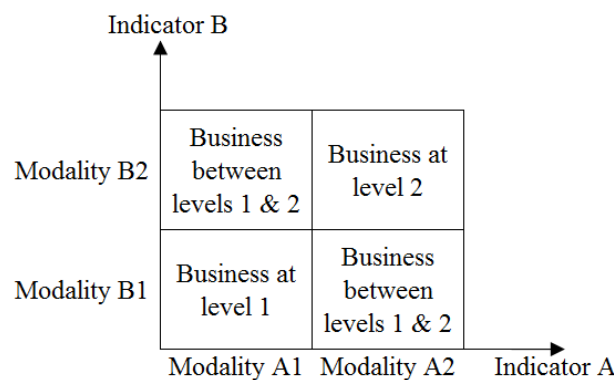 Indicator B
Modality B2
Business
between
levels 1 & 2
Business at
level 2
Modality B1
Business at
level 1
Business
between
levels 1 & 2
Modality A1
Modality A2
Indicator A